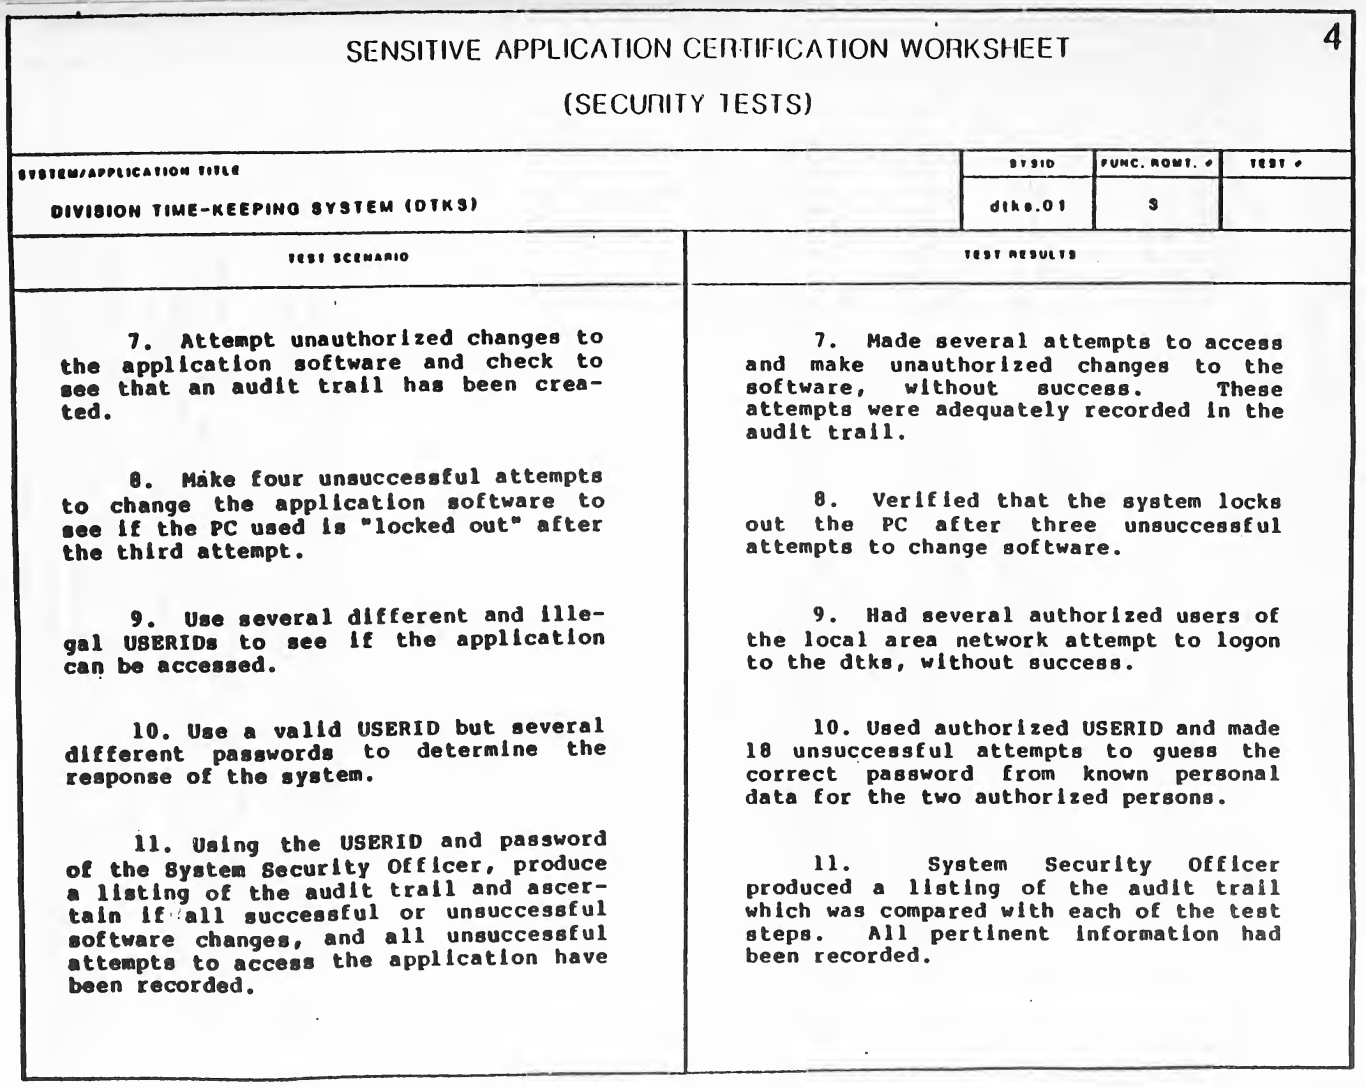 4
SENSITIVE APPLICATION CERTIFICATION WORKSHEET
(SECURITY TESTS)
SYSTEM/APPLICATION TITLE
SYSID
FUNC. RQMT. #
TEST #
DIVISION TIME-KEEPING SYSTEM (DTKS)
dtks.01
3
TEST SCENARIO
TEST RESULTS
7. Attempt unauthorized changes to
the application software and check to
see that an audit trail has been crea-
ted.
8. Make four unsuccessful attempts
to change the application software to
see if the PC used is "locked out" after
the third attempt.
9. Use several different and ille-
gal USERIDs to see if the application
can be accessed.
10. Use a valid USERID but several
different passwords to determine the
response of the system.
11. Using the USERID and password
of the System Security Officer, produce
a listing of the audit trail and ascer-
tain if all successful or unsuccessful
software changes, and all unsuccessful
attempts to access the application have
been recorded.
7. Made several attempts to access
and make unauthorized changes to the
software, without success. These
attempts were adequately recorded in the
audit trail.
8. Verified that the system locks
out the PC after three unsuccessful
attempts to change software.
9. Had several authorized users of
the local area network attempt to logon
to the dtks, without success.
10. Used authorized USERID and made
18 unsuccessful attempts to guess the
correct password from known personal
data for the two authorized persons.
11. System Security Officer
produced a listing of the audit trail
which was compared with each of the test
steps. All pertinent information had
been recorded.